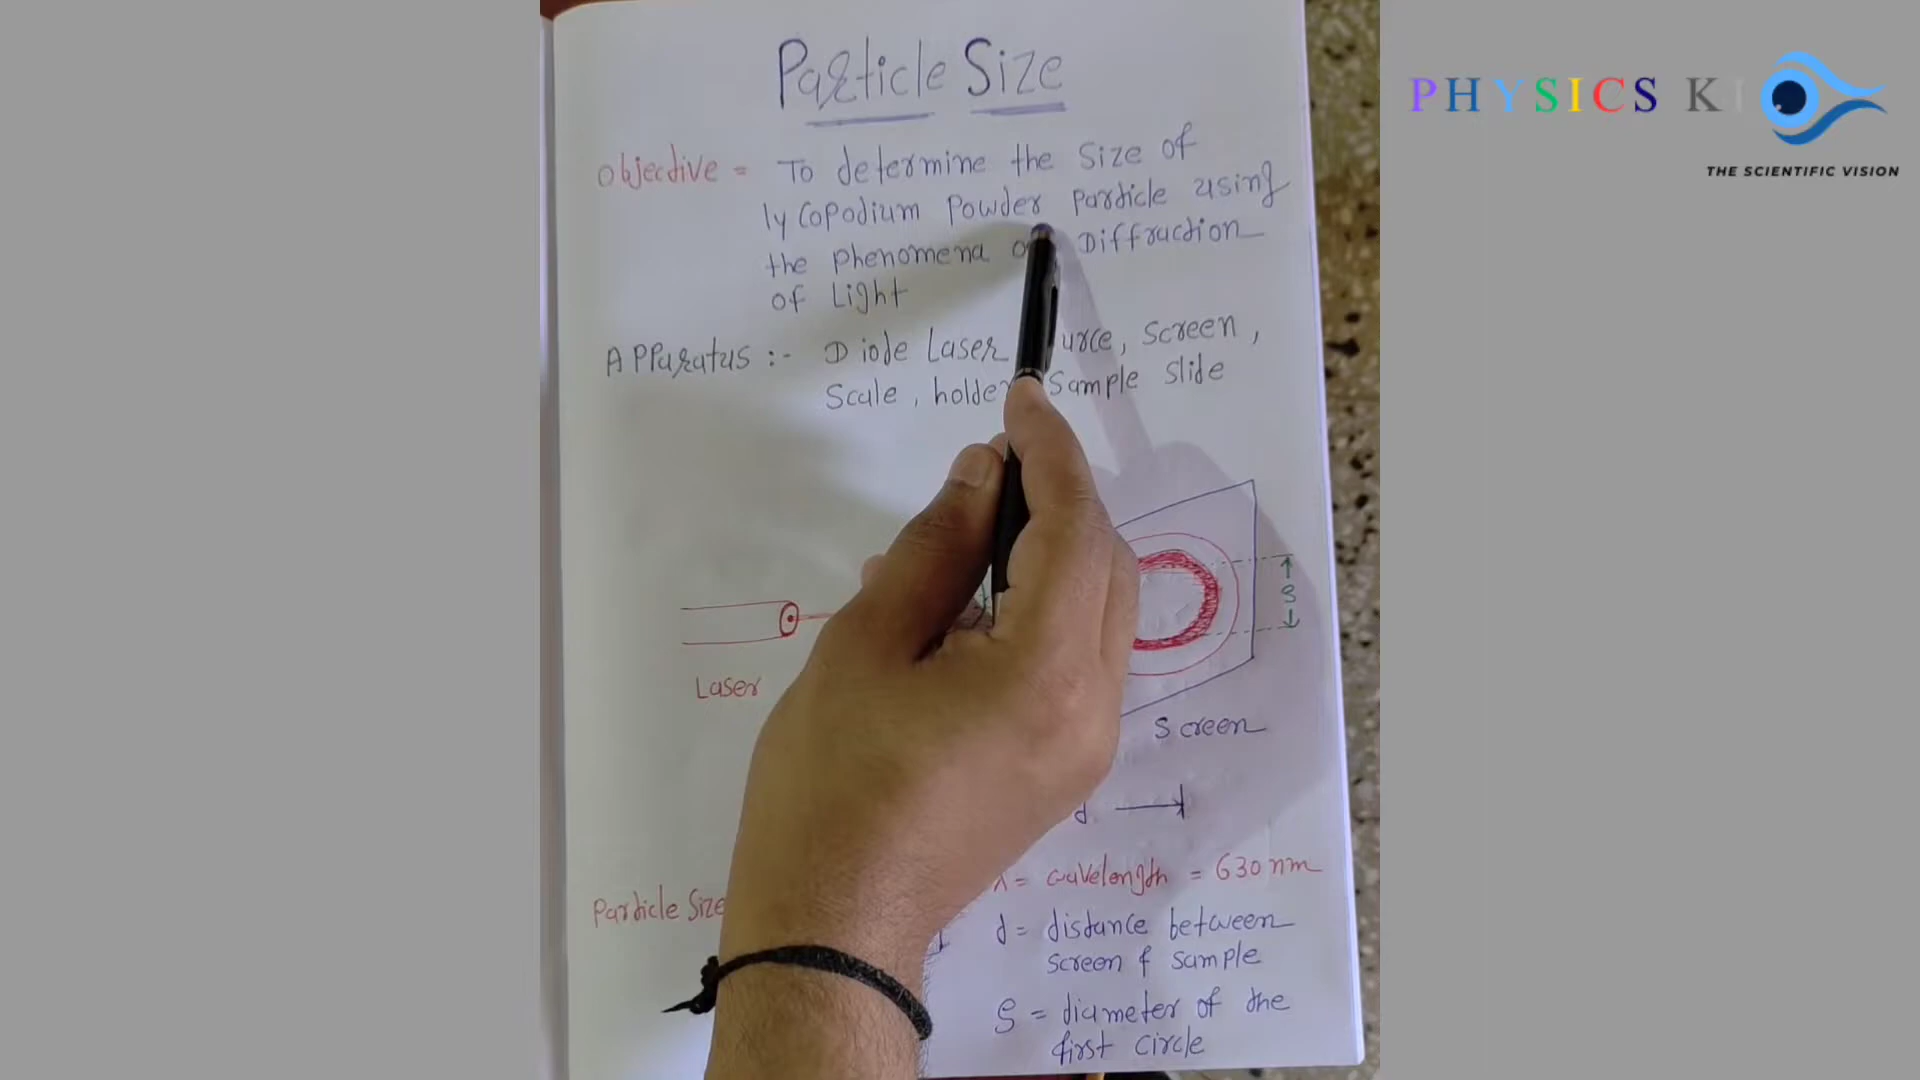 Particle Size
Objective = To determine the size of
lycopodium Powder Particle using
the phenomena Diffraction
of Light
Apparatus :- Diode Laser Screen,
Scale, Sample slide
S
Laser
Screen
d
λ = wavelength = 630 nm
Particle Size
d = distance between
screen & sample
S = diameter of the
first circle
PHYSICS K
THE SCIENTIFIC VISION